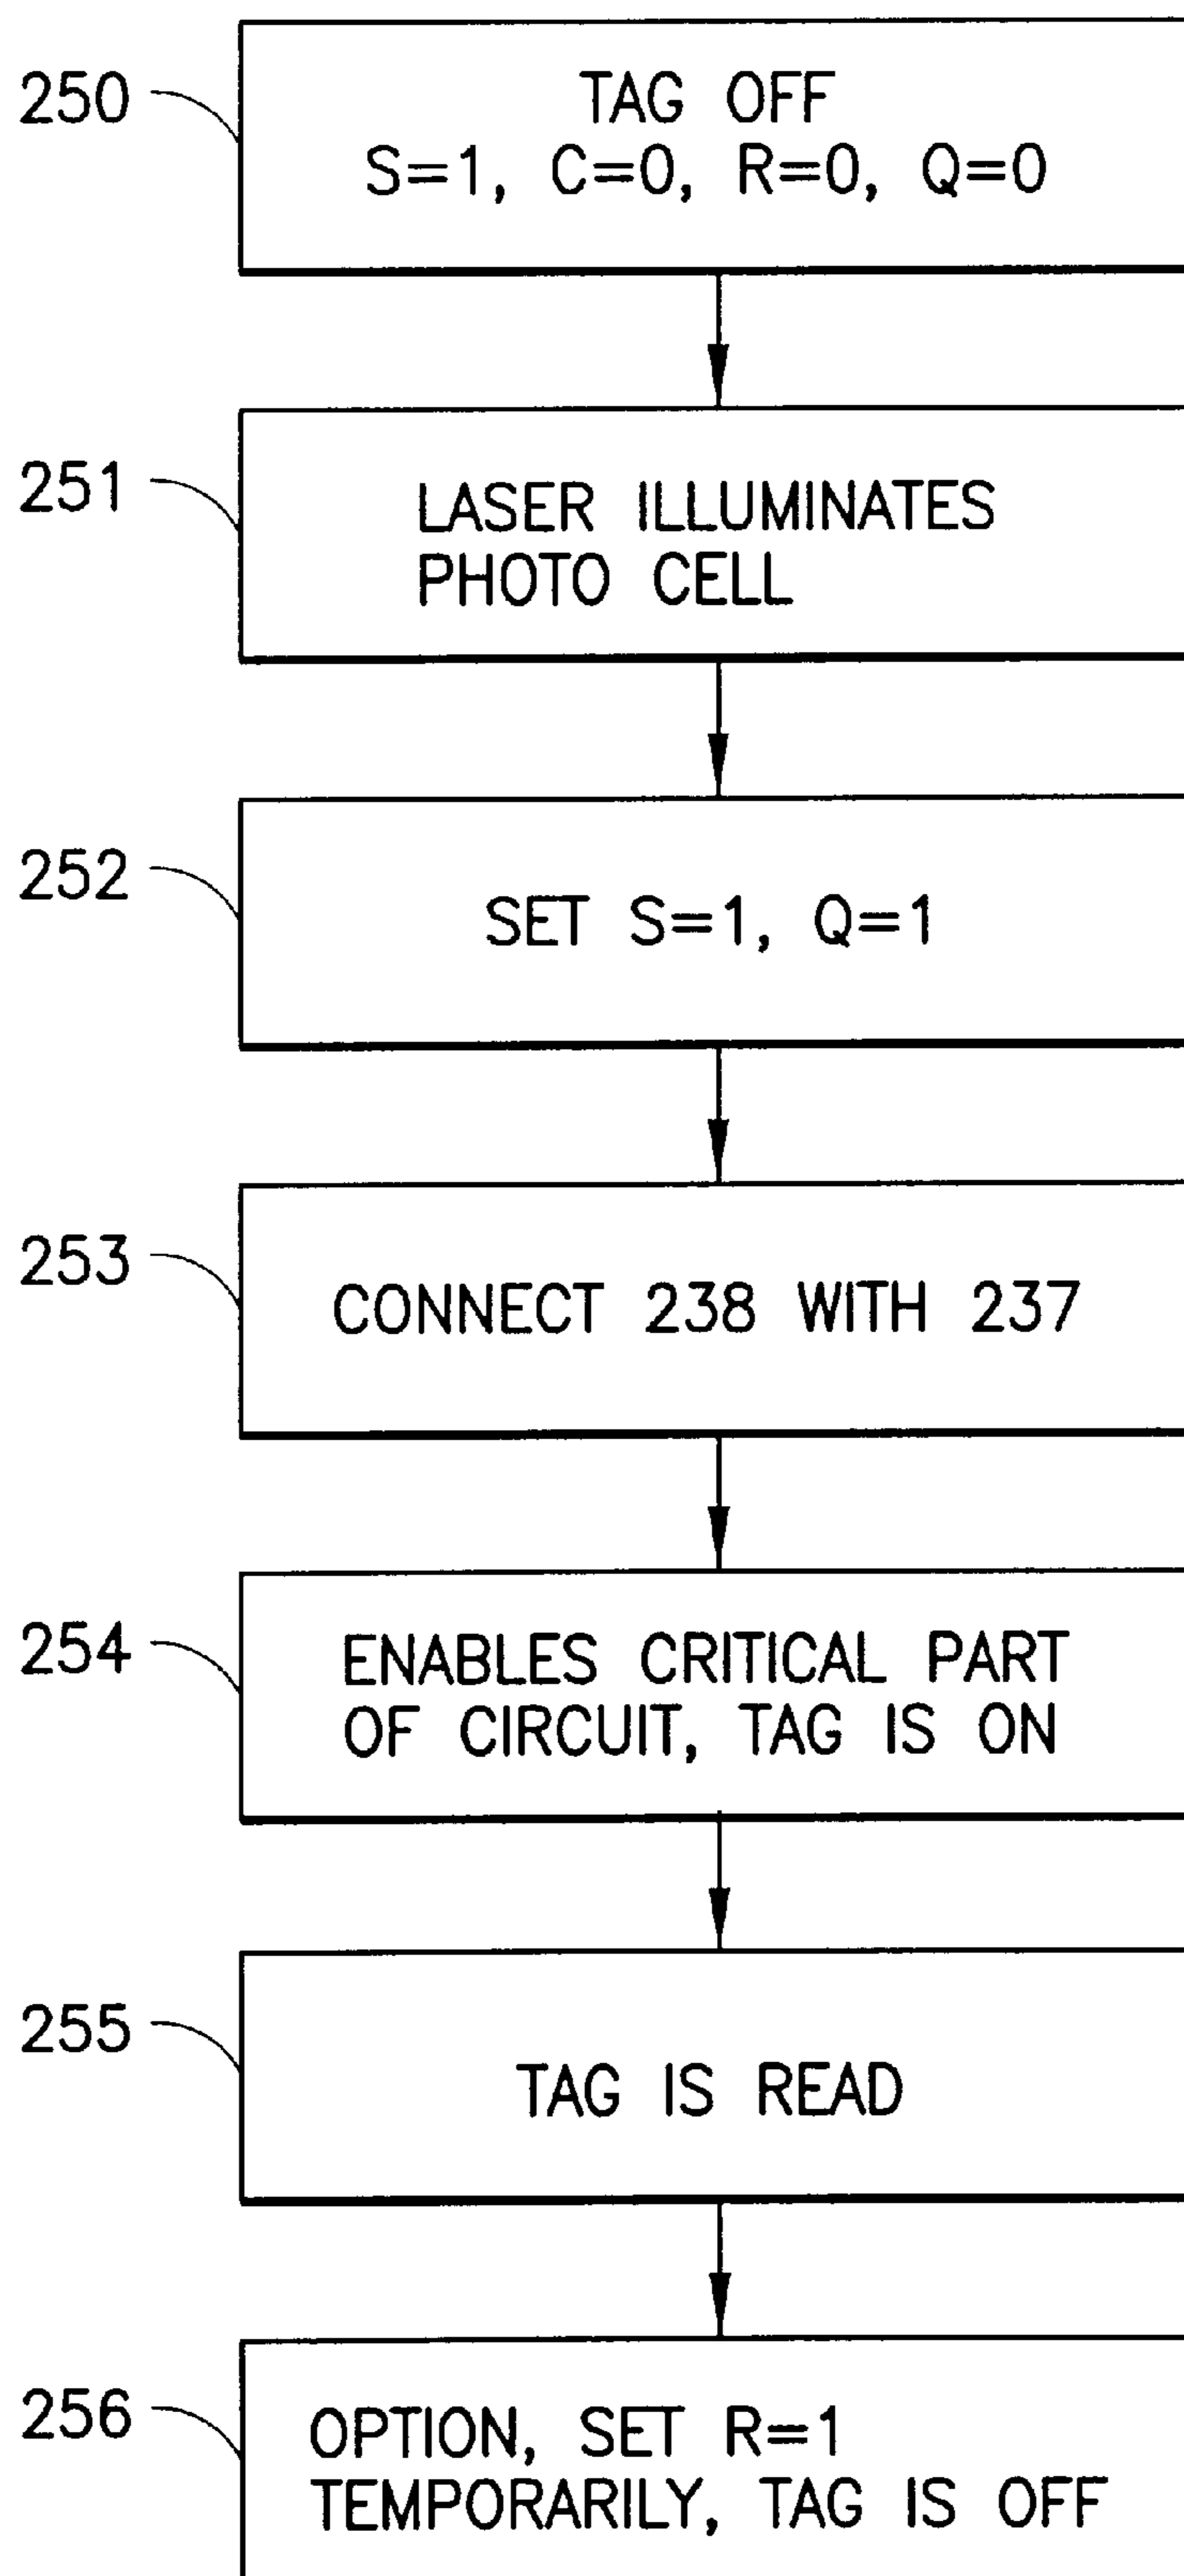 250
TAG OFF
S=1, C=0, R=0, Q=0
251
LASER ILLUMINATES
PHOTO CELL
252
SET S=1, Q=1
253
CONNECT 238 WITH 237
254
ENABLES CRITICAL PART
OF CIRCUIT, TAG IS ON
255
TAG IS READ
256
OPTION, SET R=1
TEMPORARILY, TAG IS OFF